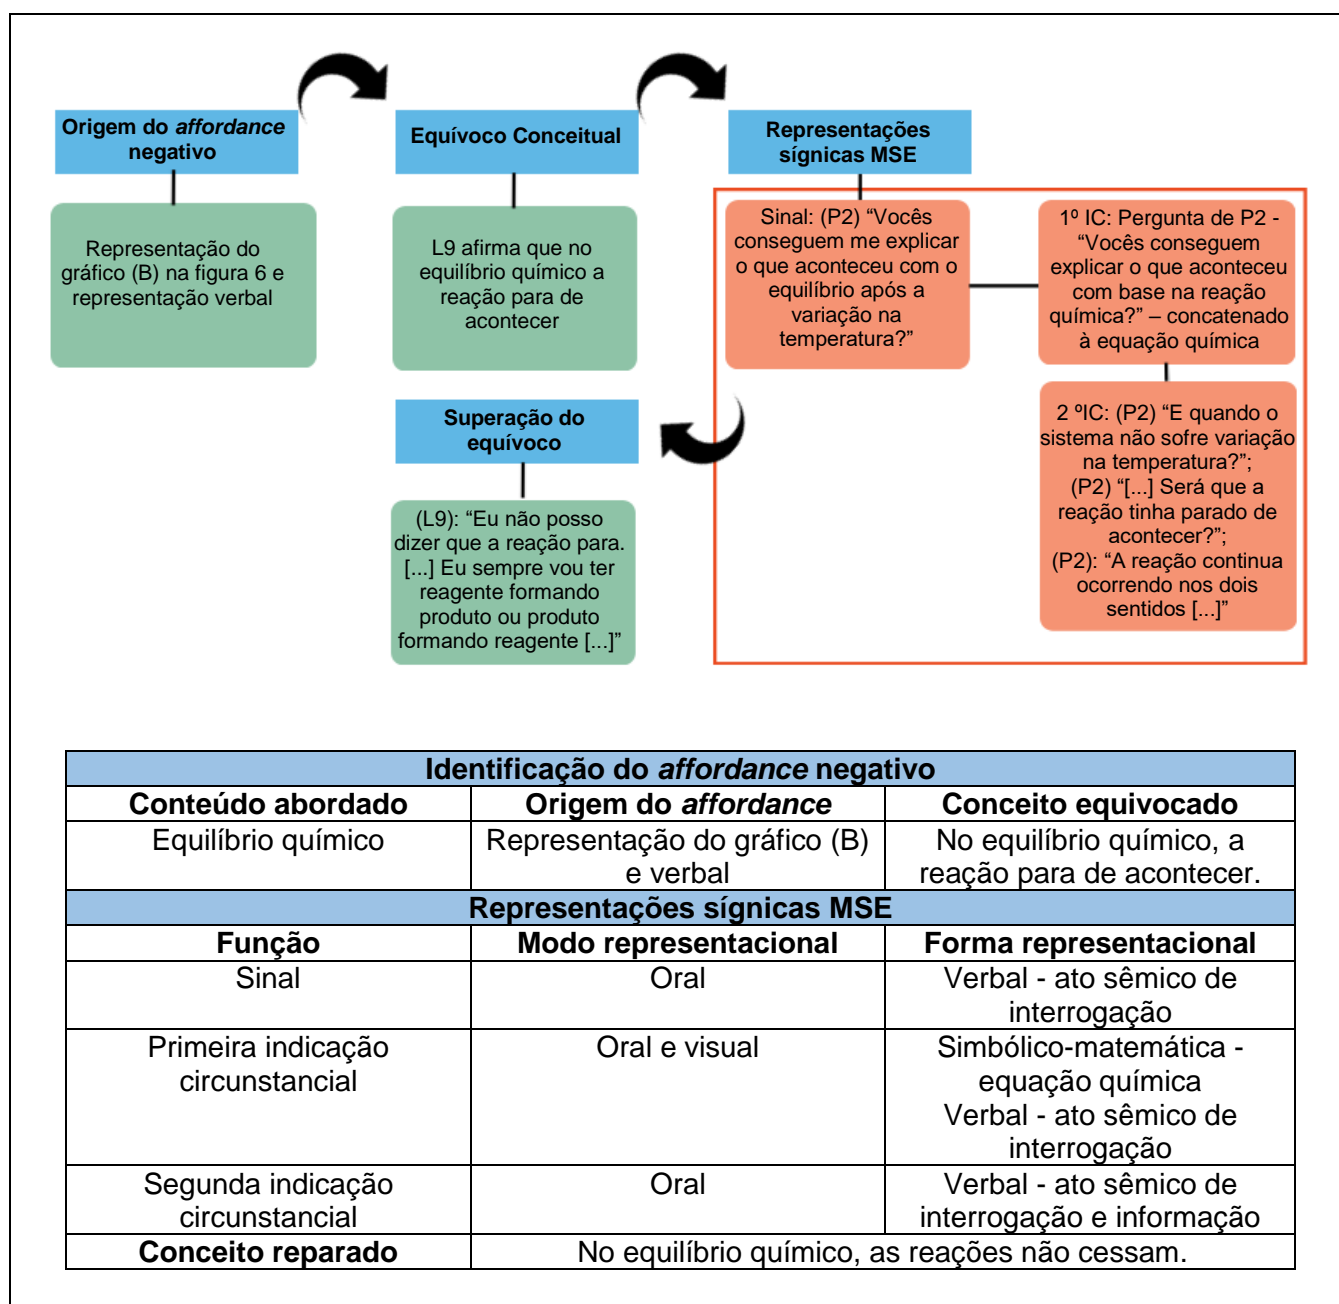 Origem do affordance
negativo
Equívoco Conceitual
Representações
sígnicas MSE
Representação do
gráfico (B) na figura 6 e
representação verbal
L9 afirma que no
equilíbrio químico a
reação para de
acontecer
Sinal: (P2) “Vocês
conseguem me explicar
o que aconteceu com o
equilíbrio após a
variação na
temperatura?”
1º IC: Pergunta de P2 -
“Vocês conseguem
explicar o que aconteceu
com base na reação
química?” – concatenado
à equação química
2 ºIC: (P2) “E quando o
sistema não sofre variação
na temperatura?”;
(P2) “[...] Será que a
reação tinha parado de
acontecer?”;
(P2): “A reação continua
ocorrendo nos dois
sentidos [...]”
Superação do
equívoco
(L9): “Eu não posso
dizer que a reação para.
[...] Eu sempre vou ter
reagente formando
produto ou produto
formando reagente [...]”
Identificação do affordance negativo
Conteúdo abordado
Origem do affordance
Conceito equivocado
Equilíbrio químico
Representação do gráfico (B)
e verbal
No equilíbrio químico, a
reação para de acontecer.
Representações sígnicas MSE
Função
Modo representacional
Forma representacional
Sinal
Oral
Verbal - ato sêmico de
interrogação
Primeira indicação
circunstancial
Oral e visual
Simbólico-matemática -
equação química
Verbal - ato sêmico de
interrogação
Segunda indicação
circunstancial
Oral
Verbal - ato sêmico de
interrogação e informação
Conceito reparado
No equilíbrio químico, as reações não cessam.